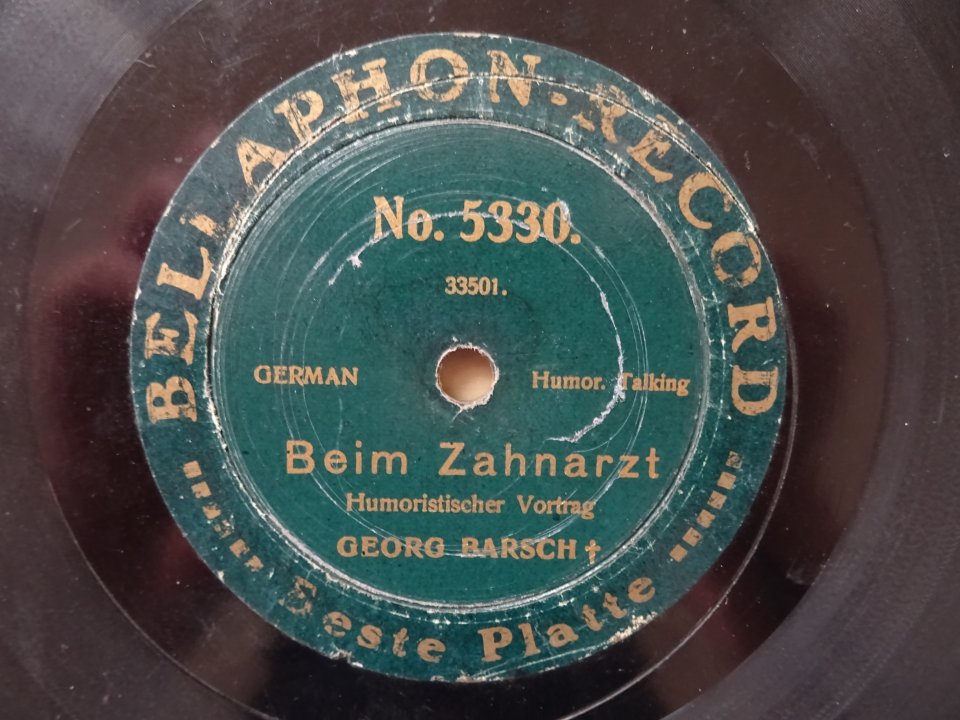 BELLAPHON-RECORD
No. 5330.
33501.
GERMAN
Humor. Talking
Beim Zahnarzt
Humoristischer Vortrag
GEORG BARSCH †
Beste Platte